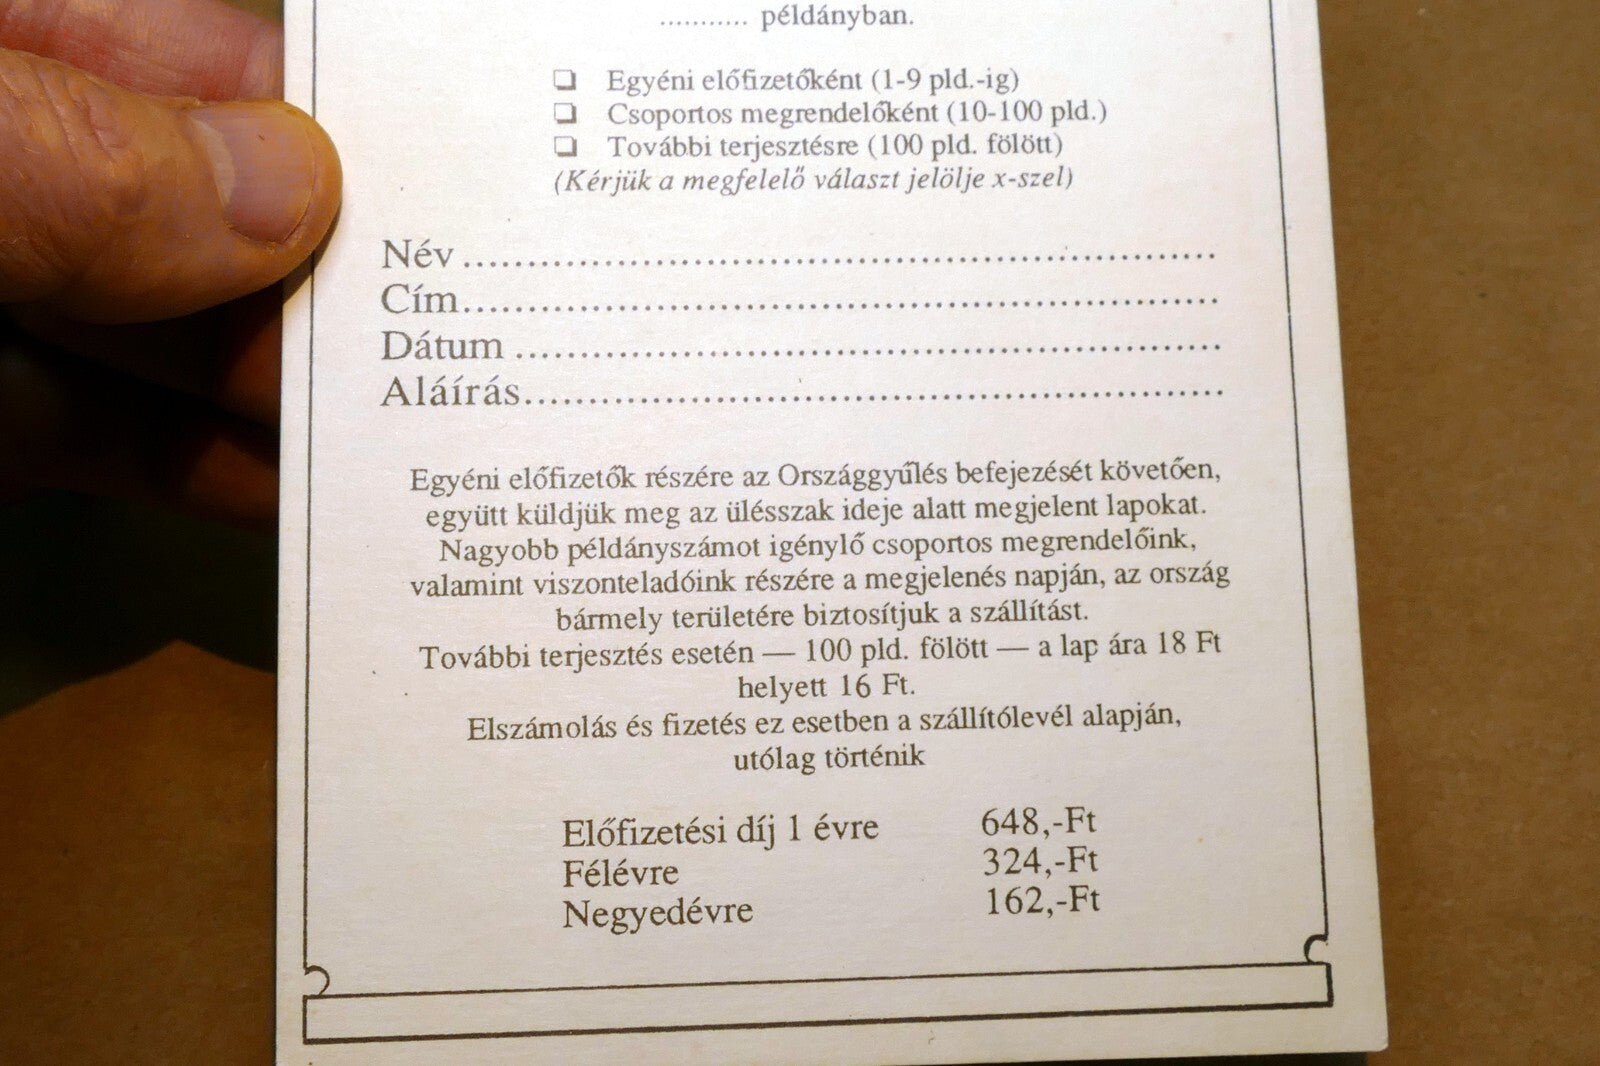 ........... példányban.
❑ Egyéni előfizetőként (1-9 pld.-ig)
❑ Csoportos megrendelőként (10-100 pld.)
❑ További terjesztésre (100 pld. fölött)
(Kérjük a megfelelő választ jelölje x-szel)
Név ..........................................................
Cím..........................................................
Dátum ......................................................
Aláírás......................................................
Egyéni előfizetők részére az Országgyűlés befejezését követően,
együtt küldjük meg az ülésszak ideje alatt megjelent lapokat.
Nagyobb példányszámot igénylő csoportos megrendelőink,
valamint viszonteladóink részére a megjelenés napján, az ország
bármely területére biztosítjuk a szállítást.
További terjesztés esetén — 100 pld. fölött — a lap ára 18 Ft
helyett 16 Ft.
Elszámolás és fizetés ez esetben a szállítólevél alapján,
utólag történik
Előfizetési díj 1 évre 648,-Ft
Félévre 324,-Ft
Negyedévre 162,-Ft